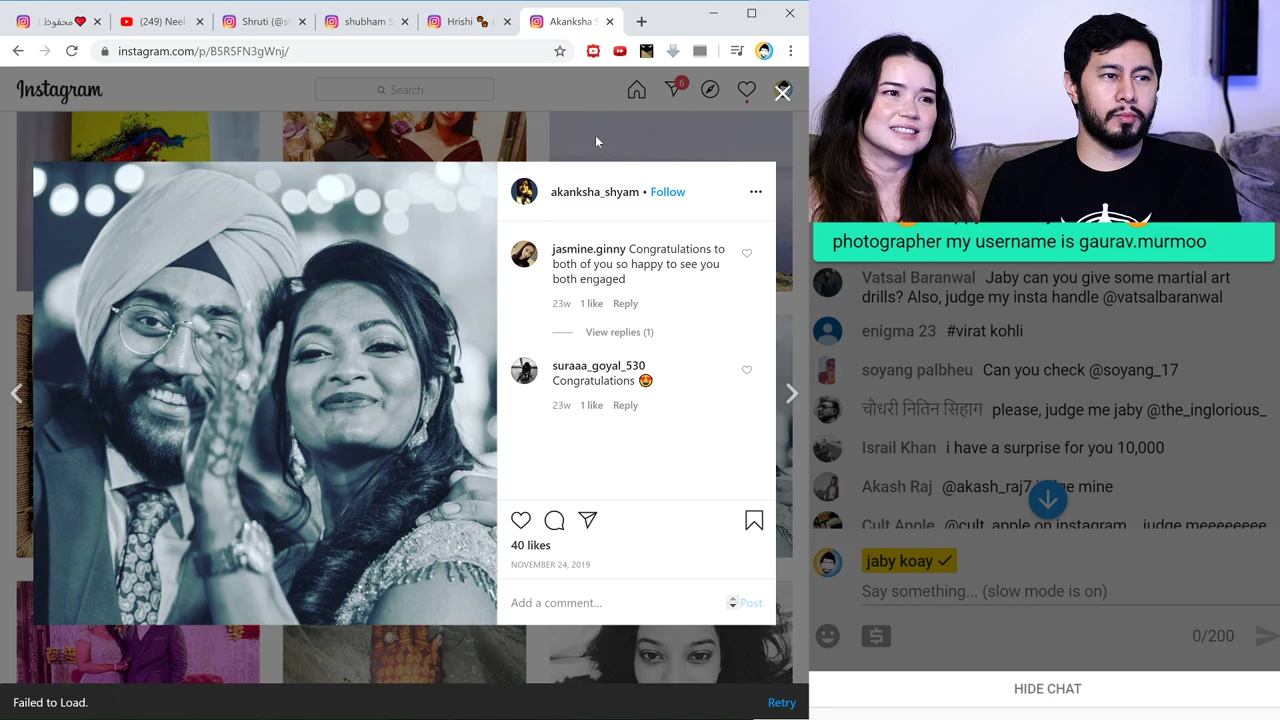 محفوظ ❤️
(249) Neel
Shruti (@sh
shubham S
Hrishi
Akanksha S
instagram.com/p/B5R5FN3gWnj/
Instagram
Search
6
akanksha_shyam • Follow
jasmine.ginny Congratulations to
both of you so happy to see you
both engaged
23w 1 like Reply
View replies (1)
suraaa_goyal_530
Congratulations 😍
23w 1 like Reply
40 likes
NOVEMBER 24, 2019
Add a comment... Post
Failed to Load. Retry
photographer my username is gaurav.murmoo
Vatsal Baranwal Jaby can you give some martial art
drills? Also, judge my insta handle @vatsalbaranwal
enigma 23 #virat kohli
soyang palbheu Can you check @soyang_17
चौधरी नितिन सिहाग please, judge me jaby @the_inglorious_
Israil Khan i have a surprise for you 10,000
Akash Raj @akash_raj7 mine
Cult Apple @cult_apple on instagram... judge meeeeeeee
jaby koay ✓
Say something... (slow mode is on)
0/200
HIDE CHAT